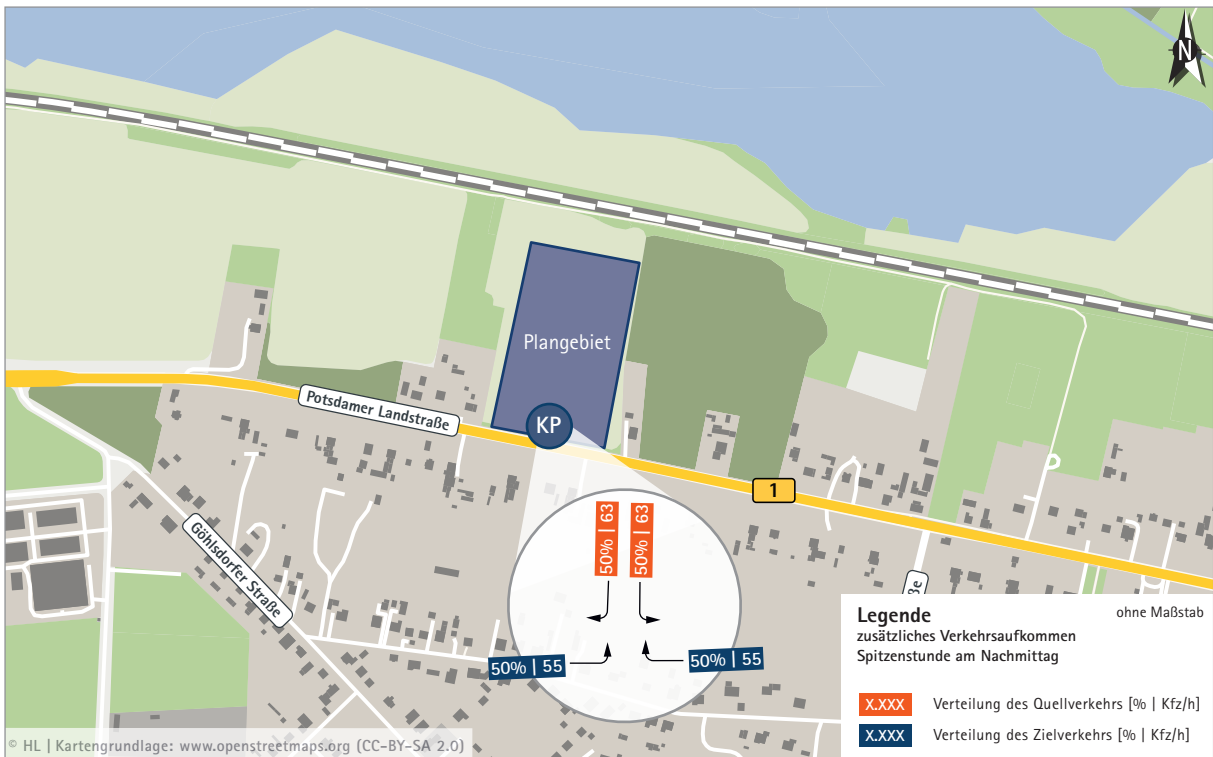 N
Plangebiet
Potsdamer Landstraße
KP
1
50% | 63
50% | 63
Göhlsdorfer Straße
ße
50% | 55
50% | 55
Legende
ohne Maßstab
zusätzliches Verkehrsaufkommen
Spitzenstunde am Nachmittag
X.XXX Verteilung des Quellverkehrs [% | Kfz/h]
X.XXX Verteilung des Zielverkehrs [% | Kfz/h]
© HL | Kartengrundlage: www.openstreetmaps.org (CC-BY-SA 2.0)